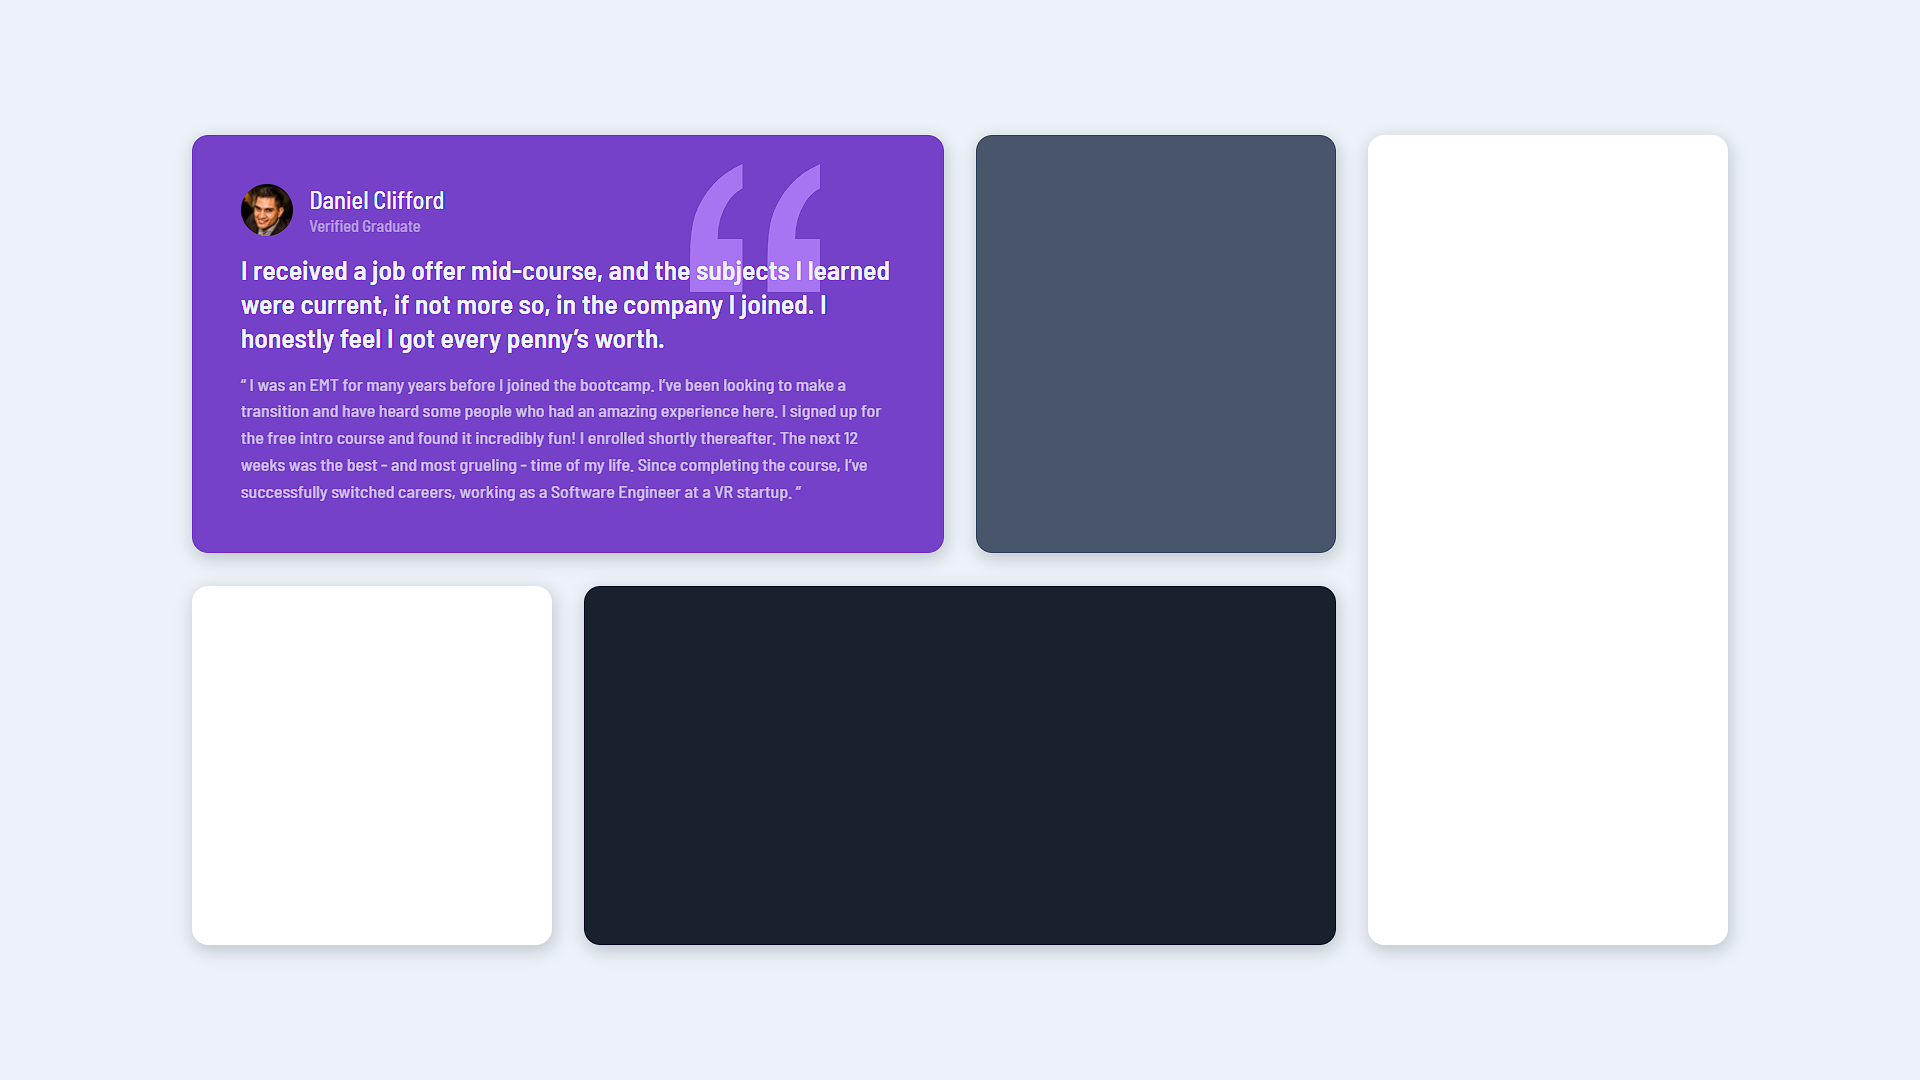 Daniel Clifford
Verified Graduate
I received a job offer mid-course, and the subjects I learned
were current, if not more so, in the company I joined. I
honestly feel I got every penny’s worth.
“ I was an EMT for many years before I joined the bootcamp. I’ve been looking to make a
transition and have heard some people who had an amazing experience here. I signed up for
the free intro course and found it incredibly fun! I enrolled shortly thereafter. The next 12
weeks was the best - and most grueling - time of my life. Since completing the course, I’ve
successfully switched careers, working as a Software Engineer at a VR startup. ”